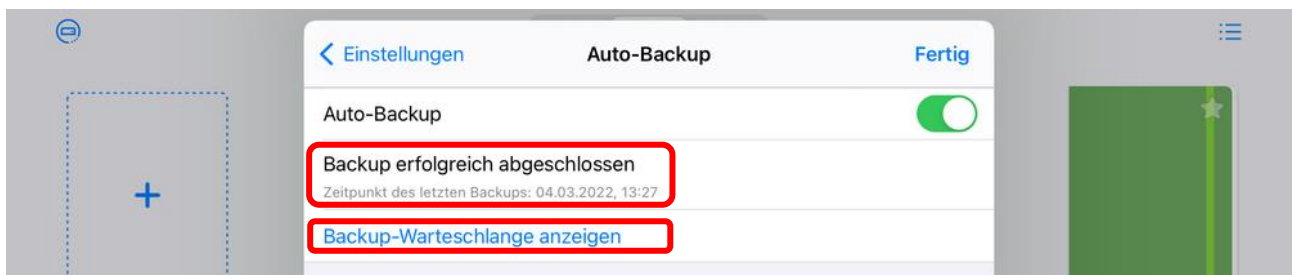 Einstellungen
Auto-Backup
Fertig
Auto-Backup
Backup erfolgreich abgeschlossen
Zeitpunkt des letzten Backups: 04.03.2022, 13:27
Backup-Warteschlange anzeigen